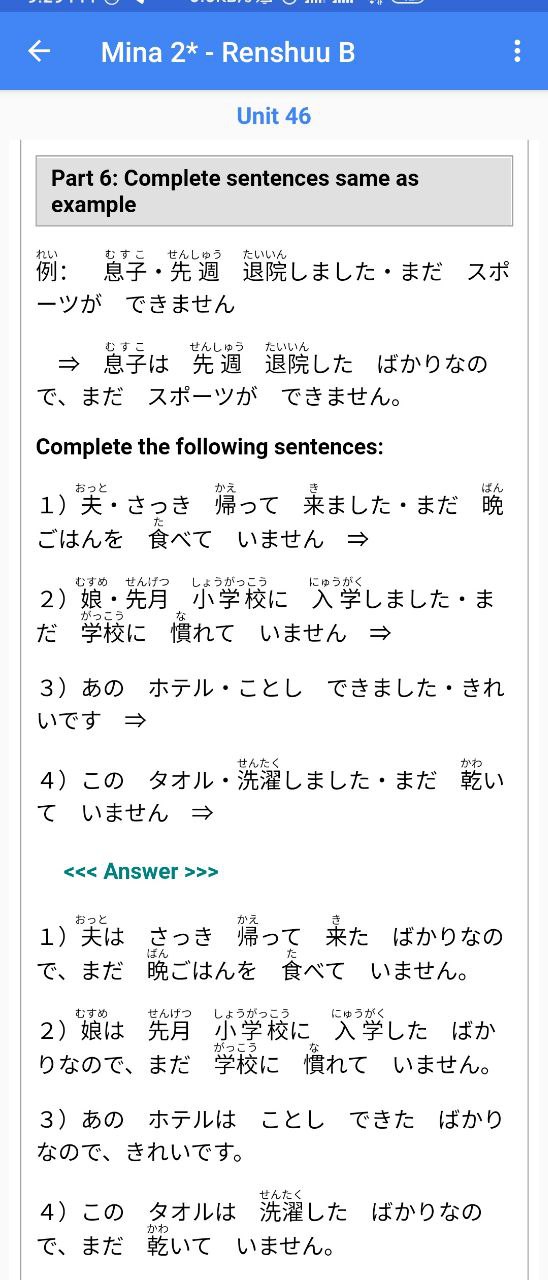 Mina 2* - Renshuu B
Unit 46
Part 6: Complete sentences same as
example
れい むすこ せんしゅう たいいん
例: 息子・先週 退院しました・まだ スポ
ーツが できません
むすこ せんしゅう たいいん
⇒ 息子は 先週 退院した ばかりなの
で、まだ スポーツが できません。
Complete the following sentences:
おっと かえ き ばん
1)夫・さっき 帰って 来ました・まだ 晩
た
ごはんを 食べて いません ⇒
むすめ せんげつ しょうがっこう にゅうがく
2)娘・先月 小学校に 入学しました・ま
がっこう な
だ 学校に 慣れて いません ⇒
3)あの ホテル・ことし できました・きれ
いです ⇒
せんたく かわ
4)この タオル・洗濯しました・まだ 乾い
て いません ⇒
<<< Answer >>>
おっと かえ き
1)夫は さっき 帰って 来た ばかりなの
ばん た
で、まだ 晩ごはんを 食べて いません。
むすめ せんげつ しょうがっこう にゅうがく
2)娘は 先月 小学校に 入学した ばか
がっこう な
りなので、まだ 学校に 慣れて いません。
3)あの ホテルは ことし できた ばかり
なので、きれいです。
せんたく
4)この タオルは 洗濯した ばかりなの
かわ
で、まだ 乾いて いません。